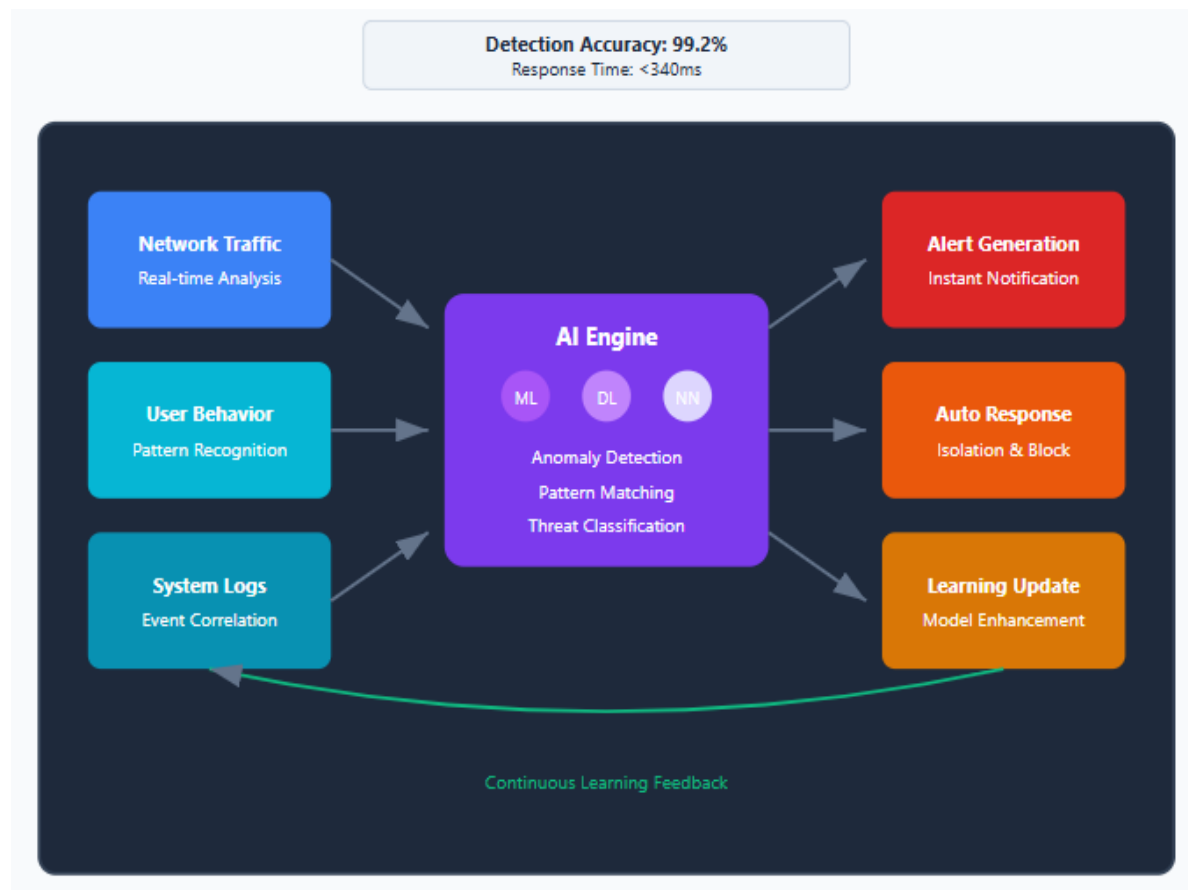 Detection Accuracy: 99.2%
Response Time: <340ms
Network Traffic
Real-time Analysis
User Behavior
Pattern Recognition
System Logs
Event Correlation
AI Engine
ML DL NN
Anomaly Detection
Pattern Matching
Threat Classification
Alert Generation
Instant Notification
Auto Response
Isolation & Block
Learning Update
Model Enhancement
Continuous Learning Feedback